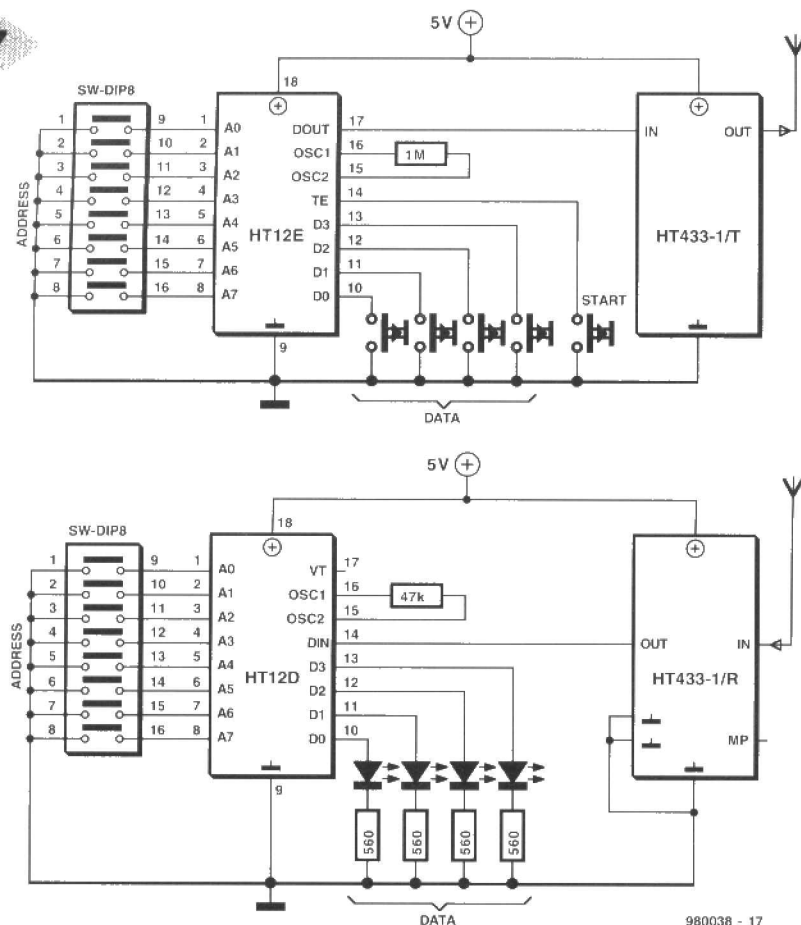 5V
SW-DIP8
ADDRESS
1 9 1 A0
2 10 2 A1
3 11 3 A2
4 12 4 A3
5 13 5 A4
6 14 6 A5
7 15 7 A6
8 16 8 A7
18
HT12E
9
DOUT 17
OSC1 16
OSC2 15
1M
TE 14
D3 13
D2 12
D1 11
D0 10
START
DATA
IN OUT
HT433-1/T
5V
SW-DIP8
ADDRESS
1 9 1 A0
2 10 2 A1
3 11 3 A2
4 12 4 A3
5 13 5 A4
6 14 6 A5
7 15 7 A6
8 16 8 A7
18
HT12D
9
VT 17
OSC1 16
OSC2 15
47k
DIN 14
D3 13
D2 12
D1 11
D0 10
560 560 560 560
DATA
OUT IN
HT433-1/R
MP
980038 - 17